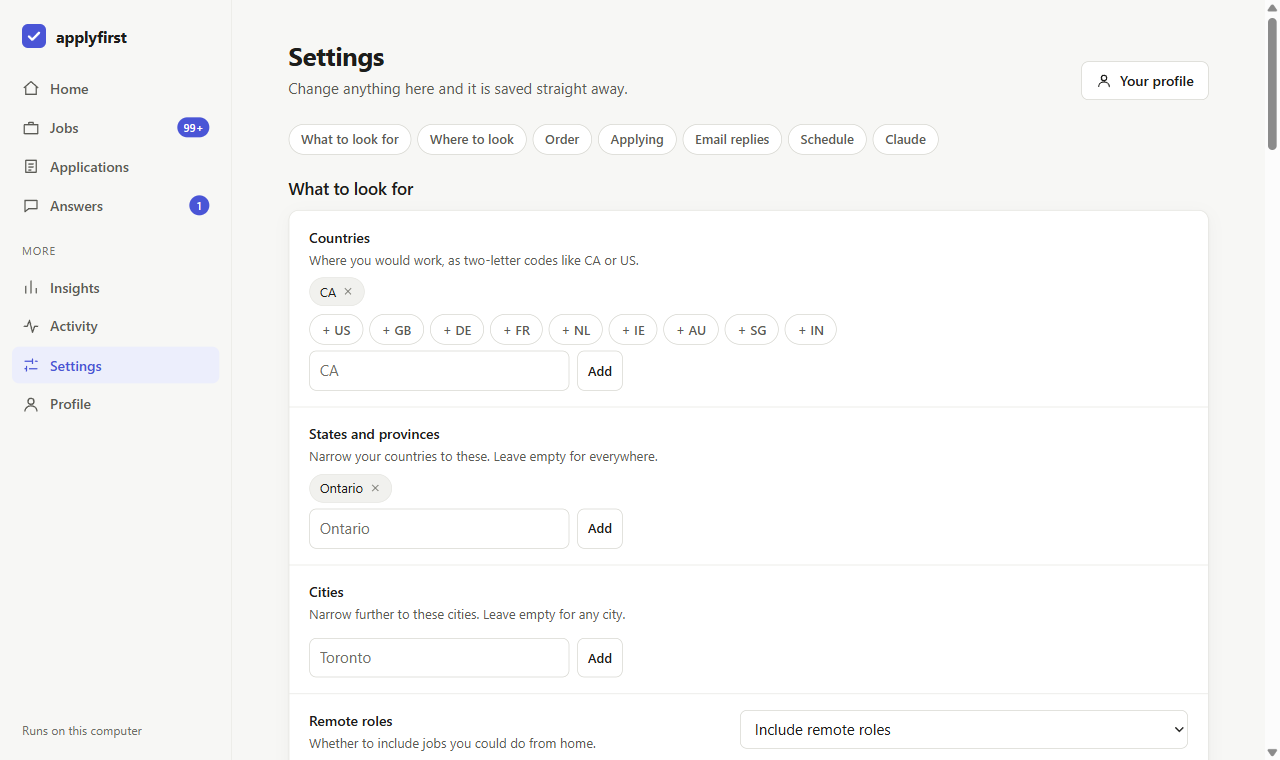 applyfirst
Home
Jobs
99+
Applications
Answers
1
MORE
Insights
Activity
Settings
Profile
Runs on this computer
Settings
Change anything here and it is saved straight away.
Your profile
What to look for
Where to look
Order
Applying
Email replies
Schedule
Claude
What to look for
Countries
Where you would work, as two-letter codes like CA or US.
CA ×
+ US
+ GB
+ DE
+ FR
+ NL
+ IE
+ AU
+ SG
+ IN
CA
Add
States and provinces
Narrow your countries to these. Leave empty for everywhere.
Ontario ×
Ontario
Add
Cities
Narrow further to these cities. Leave empty for any city.
Toronto
Add
Remote roles
Whether to include jobs you could do from home.
Include remote roles